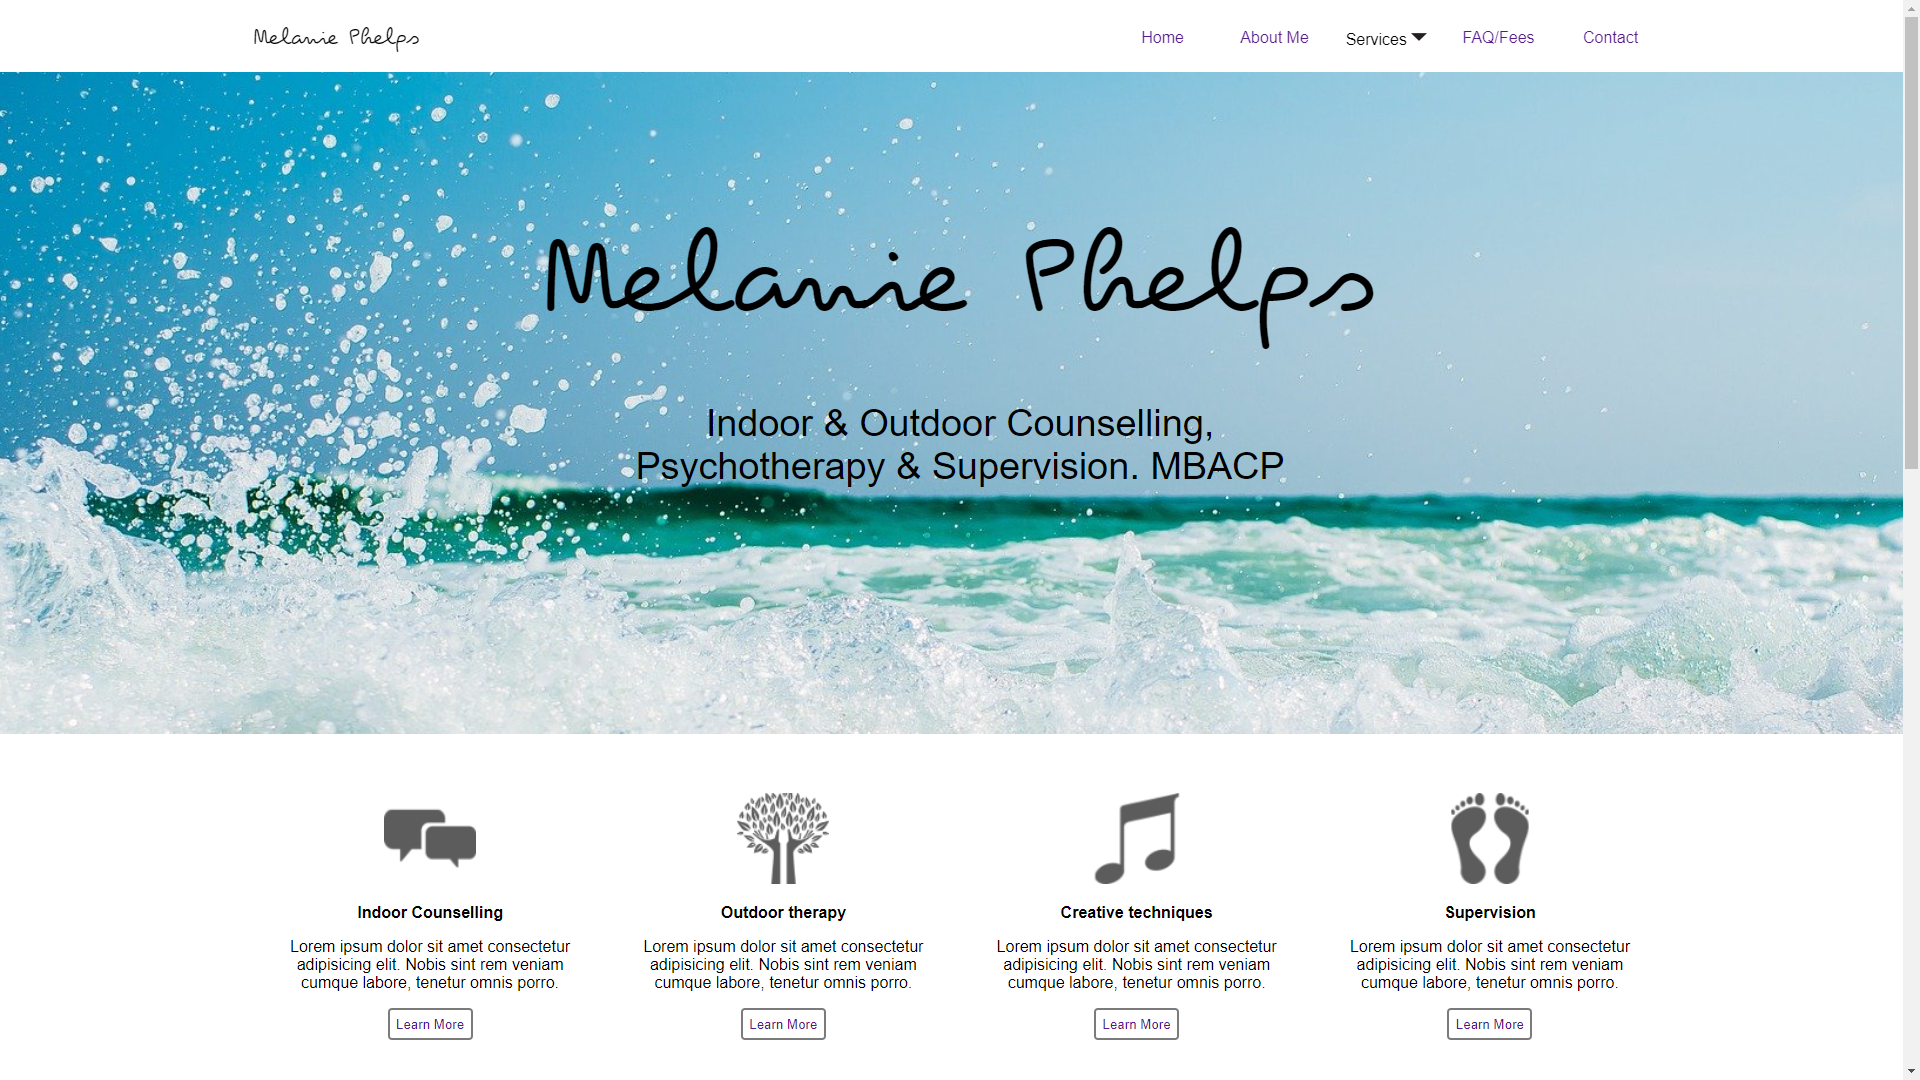 Melanie Phelps
Home
About Me
Services
FAQ/Fees
Contact
Melanie Phelps
Indoor & Outdoor Counselling,
Psychotherapy & Supervision. MBACP
Indoor Counselling
Lorem ipsum dolor sit amet consectetur
adipisicing elit. Nobis sint rem veniam
cumque labore, tenetur omnis porro.
Learn More
Outdoor therapy
Lorem ipsum dolor sit amet consectetur
adipisicing elit. Nobis sint rem veniam
cumque labore, tenetur omnis porro.
Learn More
Creative techniques
Lorem ipsum dolor sit amet consectetur
adipisicing elit. Nobis sint rem veniam
cumque labore, tenetur omnis porro.
Learn More
Supervision
Lorem ipsum dolor sit amet consectetur
adipisicing elit. Nobis sint rem veniam
cumque labore, tenetur omnis porro.
Learn More